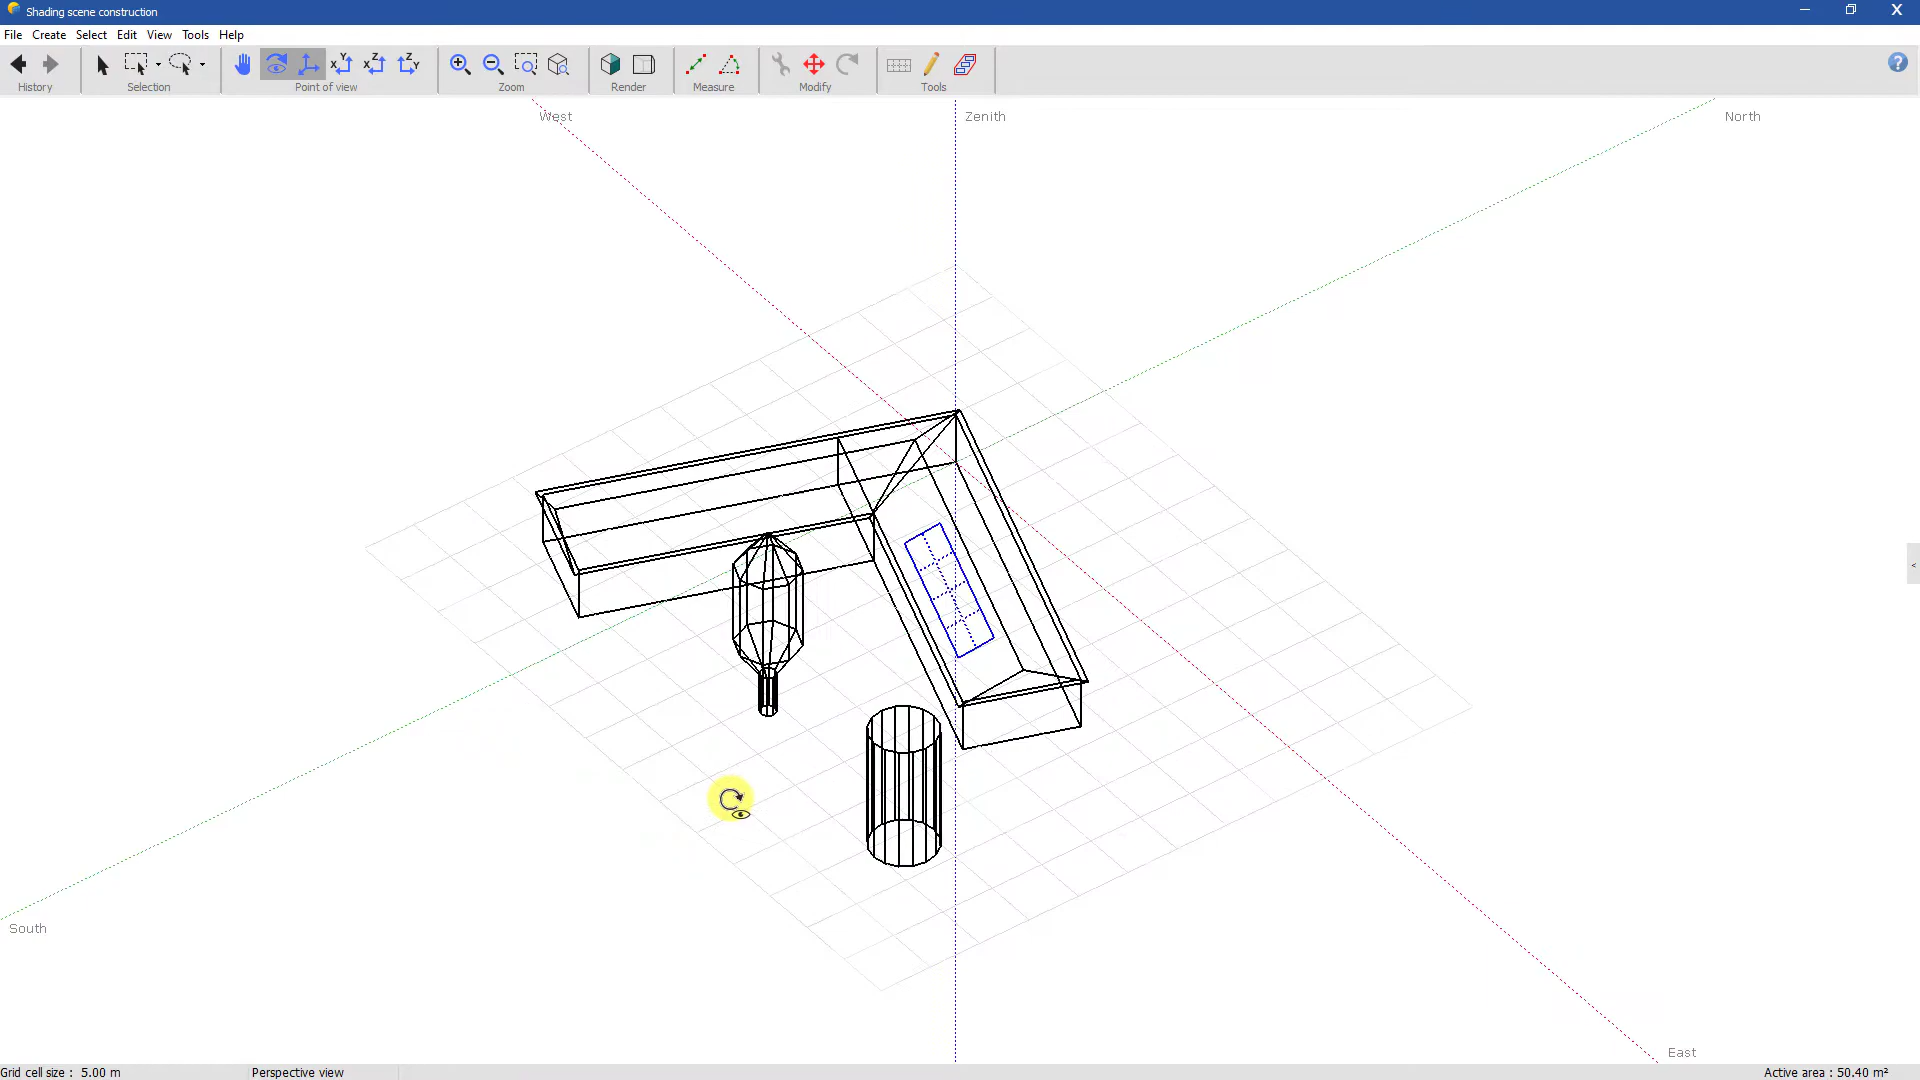 Shading scene construction
File Create Select Edit View Tools Help
History Selection Point of view Zoom Render Measure Modify Tools
West Zenith North
South
East
Grid cell size : 5.00 m Perspective view Active area : 50.40 m²